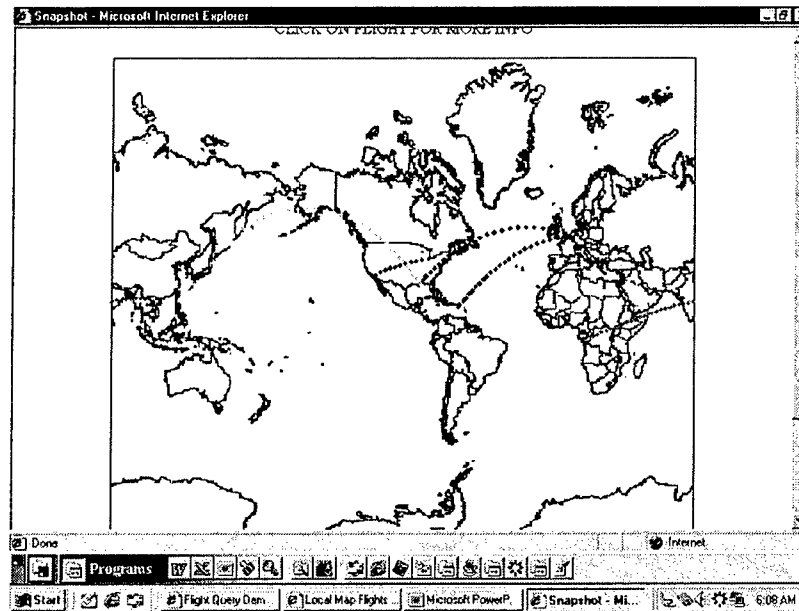 Snapshot - Microsoft Internet Explorer
CLICK ON FLIGHT FOR MORE INFO
Done
Internet
Programs
Start
Flight Query Dem
Local Map Flights ...
Microsoft PowerP..
Snapshot - Mi...
6:08 AM